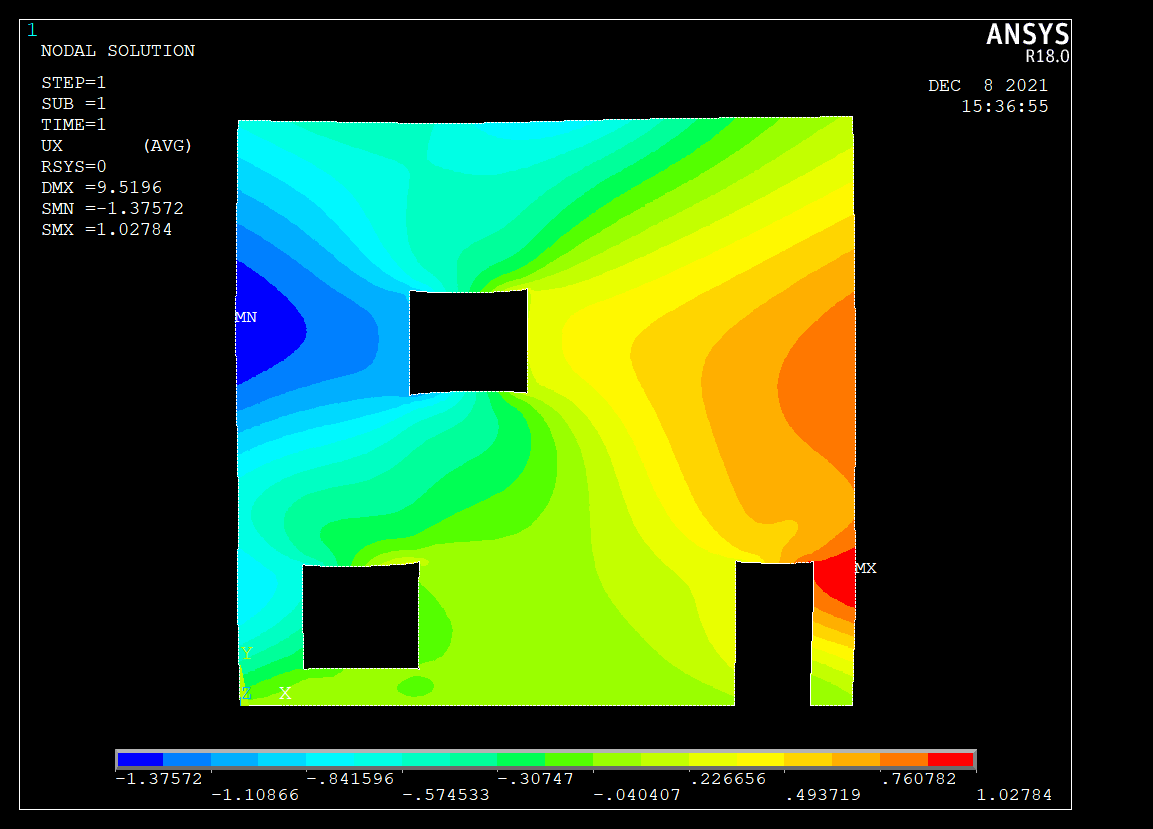 1
ANSYS
R18.0
NODAL SOLUTION
STEP=1
SUB =1
TIME=1
UX (AVG)
RSYS=0
DMX =9.5196
SMN =-1.37572
SMX =1.02784
DEC 8 2021
15:36:55
MN
MX
Y
Z X
-1.37572 -.841596 -.30747 .226656 .760782
-1.10866 -.574533 -.040407 .493719 1.02784